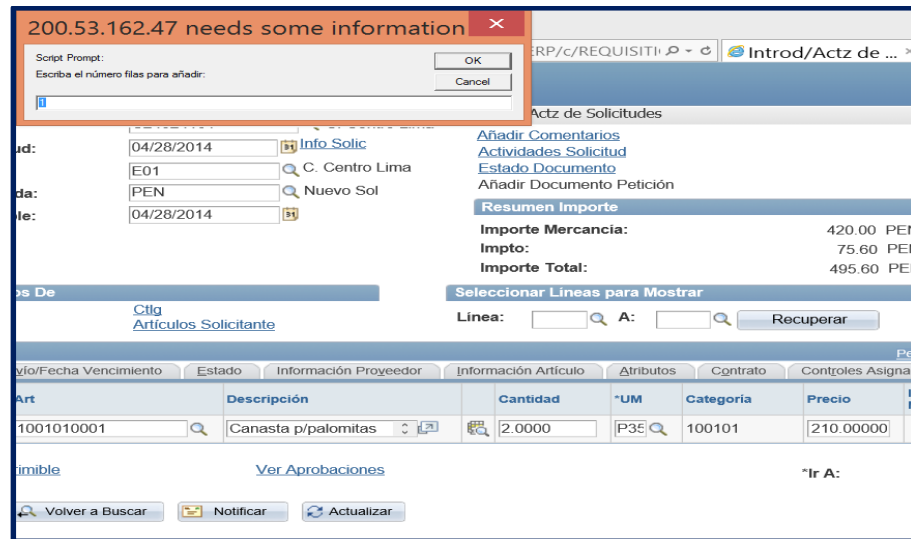 200.53.162.47 needs some information
Script Prompt:
Escriba el número filas para añadir:
OK
Cancel
1
ERP/c/REQUISITI
Introd/Actz de ...
Actz de Solicitudes
ud:
04/28/2014
Info Solic
E01
C. Centro Lima
da:
PEN
Nuevo Sol
le:
04/28/2014
Añadir Comentarios
Actividades Solicitud
Estado Documento
Añadir Documento Petición
Resumen Importe
Importe Mercancia:
420.00 PEN
Impto:
75.60 PEN
Importe Total:
495.60 PE
os De
Ctlg
Artículos Solicitante
Seleccionar Lineas para Mostrar
Línea:
A:
Recuperar
Pe
vío/Fecha Vencimiento
Estado
Información Proveedor
Información Artículo
Atributos
Contrato
Controles Asigna
Art
Descripción
Cantidad
*UM
Categoría
Precio
1001010001
Canasta p/palomitas
2.0000
P35
100101
210.00000
rimible
Ver Aprobaciones
*Ir A:
Volver a Buscar
Notificar
Actualizar